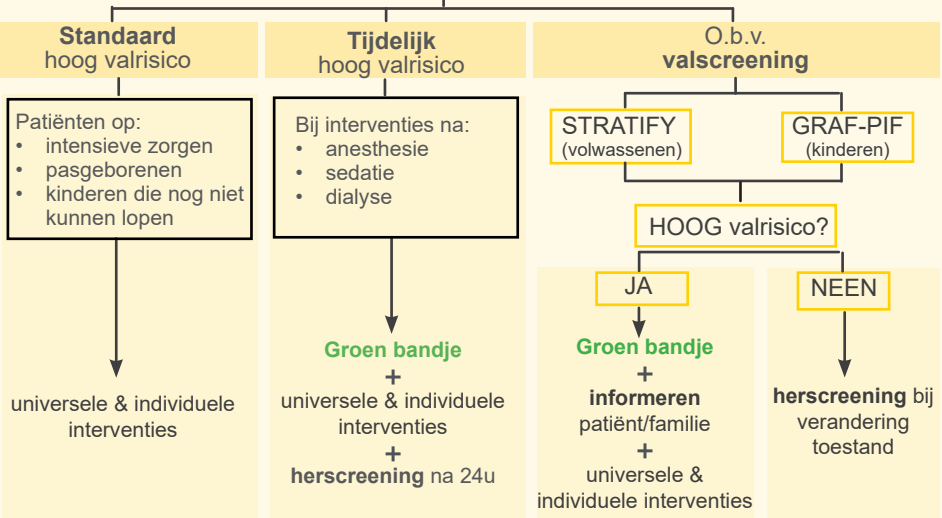 Standaard
hoog valrisico
Patiënten op:
• intensieve zorgen
• pasgeborenen
• kinderen die nog niet
kunnen lopen
universele & individuele
interventies
Tijdelijk
hoog valrisico
Bij interventies na:
• anesthesie
• sedatie
• dialyse
Groen bandje
+
universele & individuele
interventies
+
herscreening na 24u
O.b.v.
valscreening
STRATIFY
(volwassenen)
GRAF-PIF
(kinderen)
HOOG valrisico?
JA
Groen bandje
+
informeren
patiënt/familie
+
universele &
individuele interventies
NEEN
herscreening bij
verandering
toestand